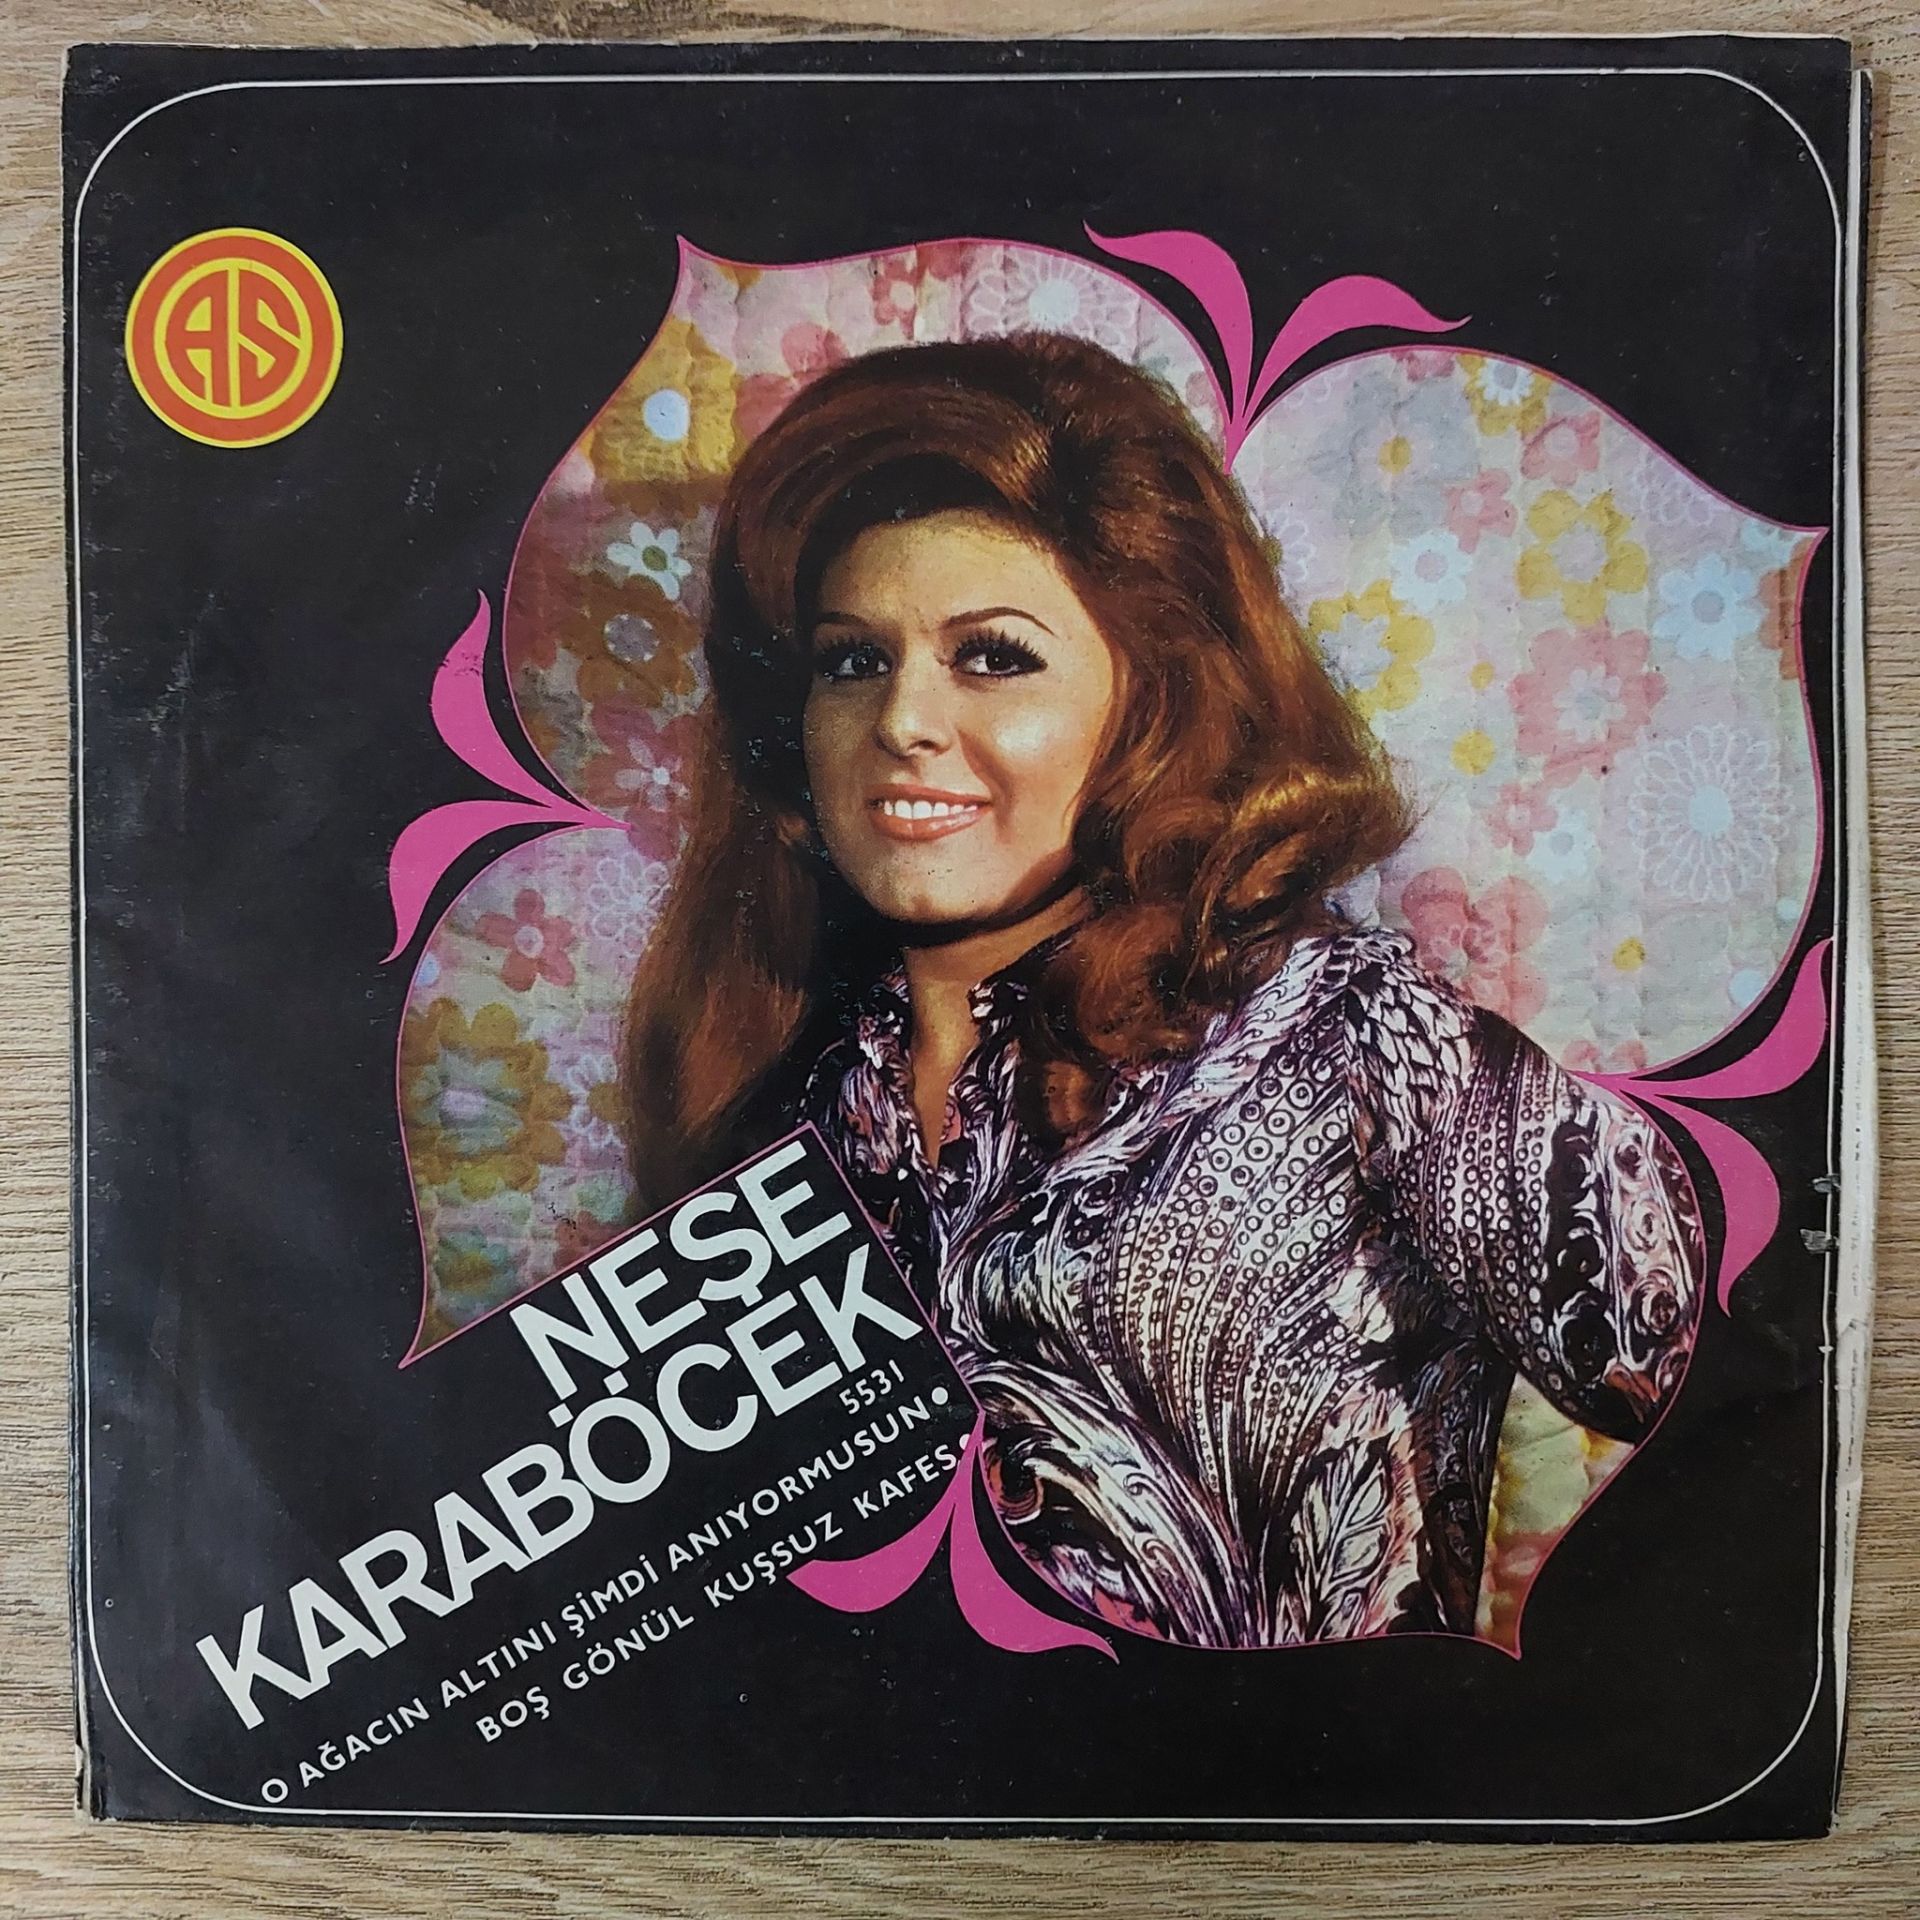 AS
NEŞE
KARABÖCEK
5531
O AĞACIN ALTINI ŞİMDİ ANIYORMUSUN •
BOŞ GÖNÜL KUŞSUZ KAFES •